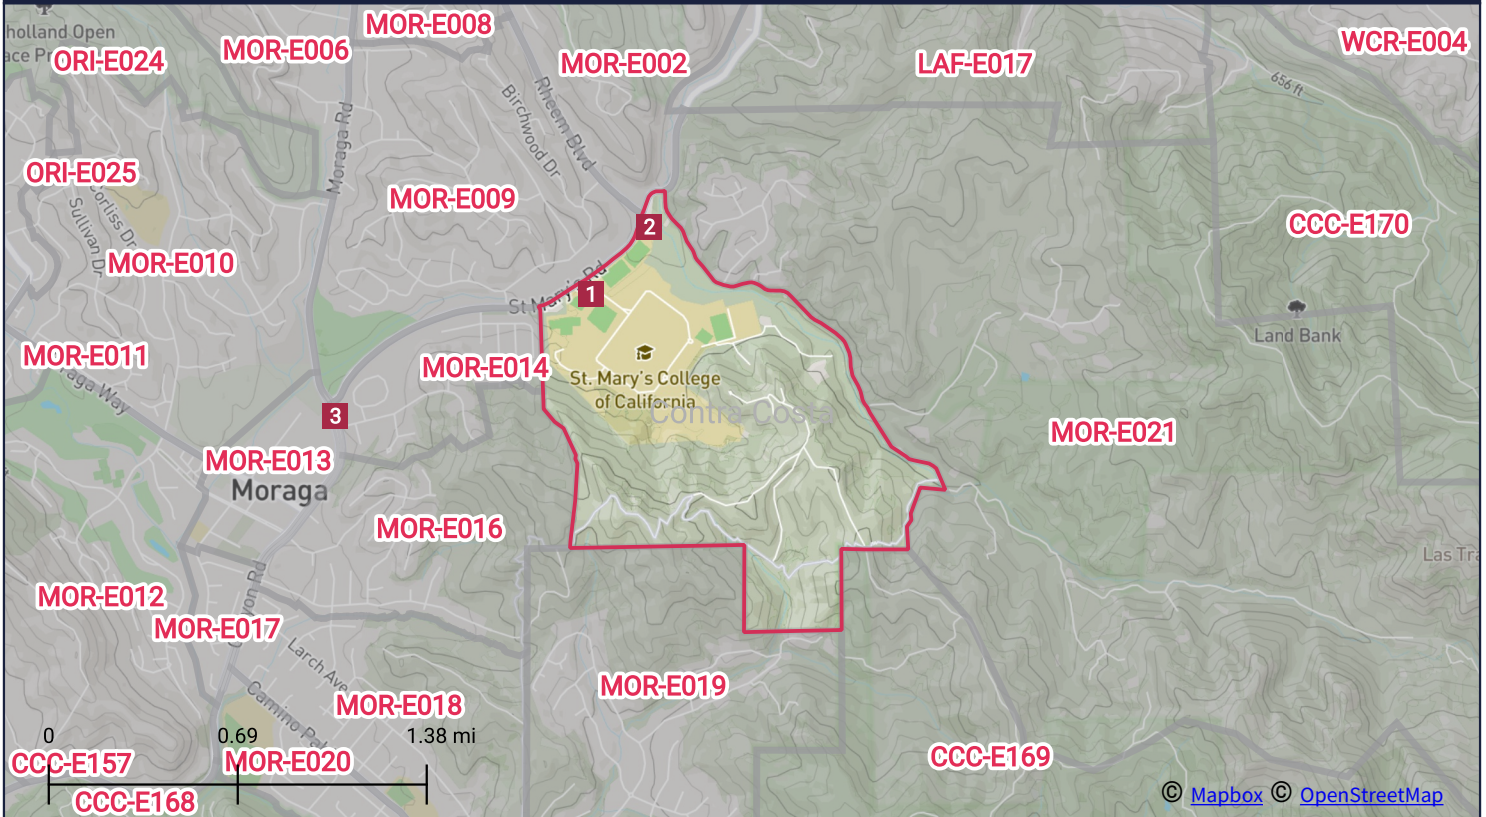 MOR-E008
holland Open
MOR-E006
WCR-E004
ace Pr
ORI-E024
MOR-E002
LAF-E017
656 ft
Rheem Blvd
Birchwood Dr
Moraga Rd
ORI-E025
Corliss Dr
Sullivan Dr
MOR-E009
CCC-E170
2
MOR-E010
St Mary's Rd
1
Land Bank
MOR-E011
MOR-E014
St. Mary's College
of California
Contra Costa
raga Way
3
MOR-E021
MOR-E013
Moraga
MOR-E016
Las Tra
Canyon Rd
MOR-E012
MOR-E017
Larch Ave
MOR-E019
Camino Pab
MOR-E018
0 0.69 1.38 mi
CCC-E157
MOR-E020
CCC-E169
CCC-E168
© Mapbox © OpenStreetMap